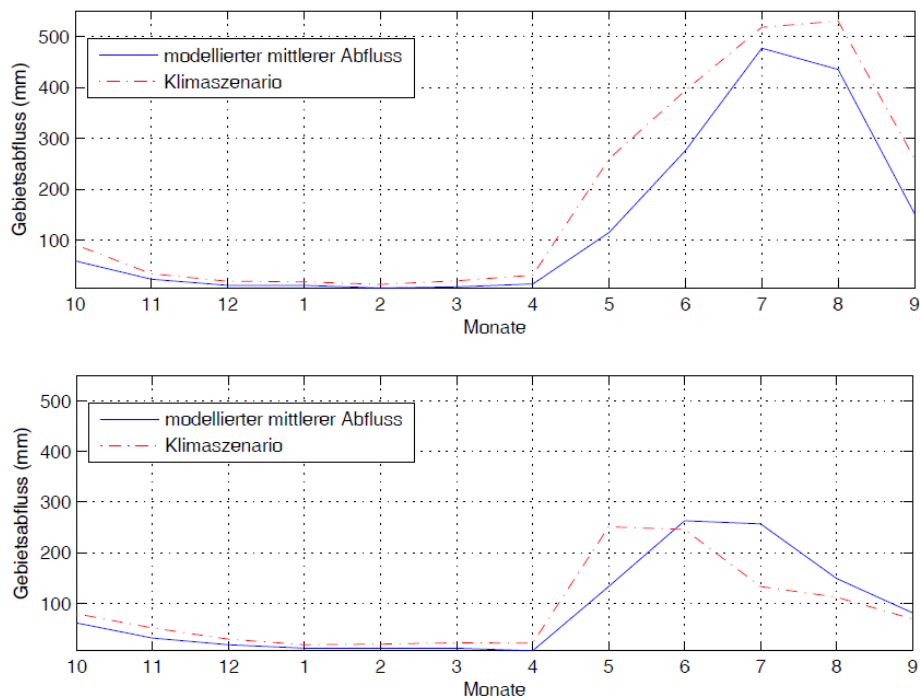 500
400
300
200
100
Gebietsabfluss (mm)
modellierter mittlerer Abfluss
Klimaszenario
10 11 12 1 2 3 4 5 6 7 8 9
Monate
500
400
300
200
100
Gebietsabfluss (mm)
modellierter mittlerer Abfluss
Klimaszenario
10 11 12 1 2 3 4 5 6 7 8 9
Monate